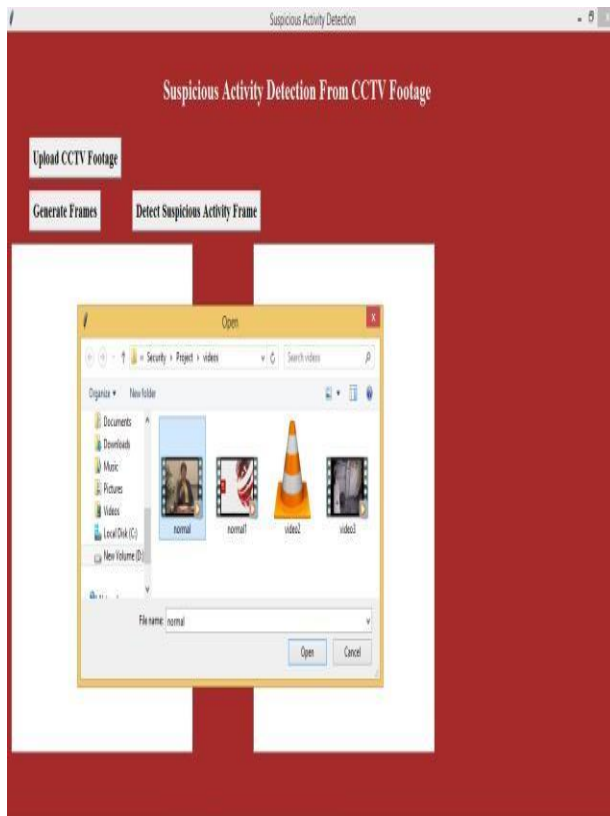 Suspicious Activity Detection
Suspicious Activity Detection From CCTV Footage
Upload CCTV Footage
Generate Frames
Detect Suspicious Activity Frame
Open
« Security › Project › videos
Search videos
Organize
New folder
Documents
Downloads
Music
Pictures
Videos
Local Disk (C:)
New Volume (D:)
normal
normal1
video2
video3
File name: normal
Open
Cancel